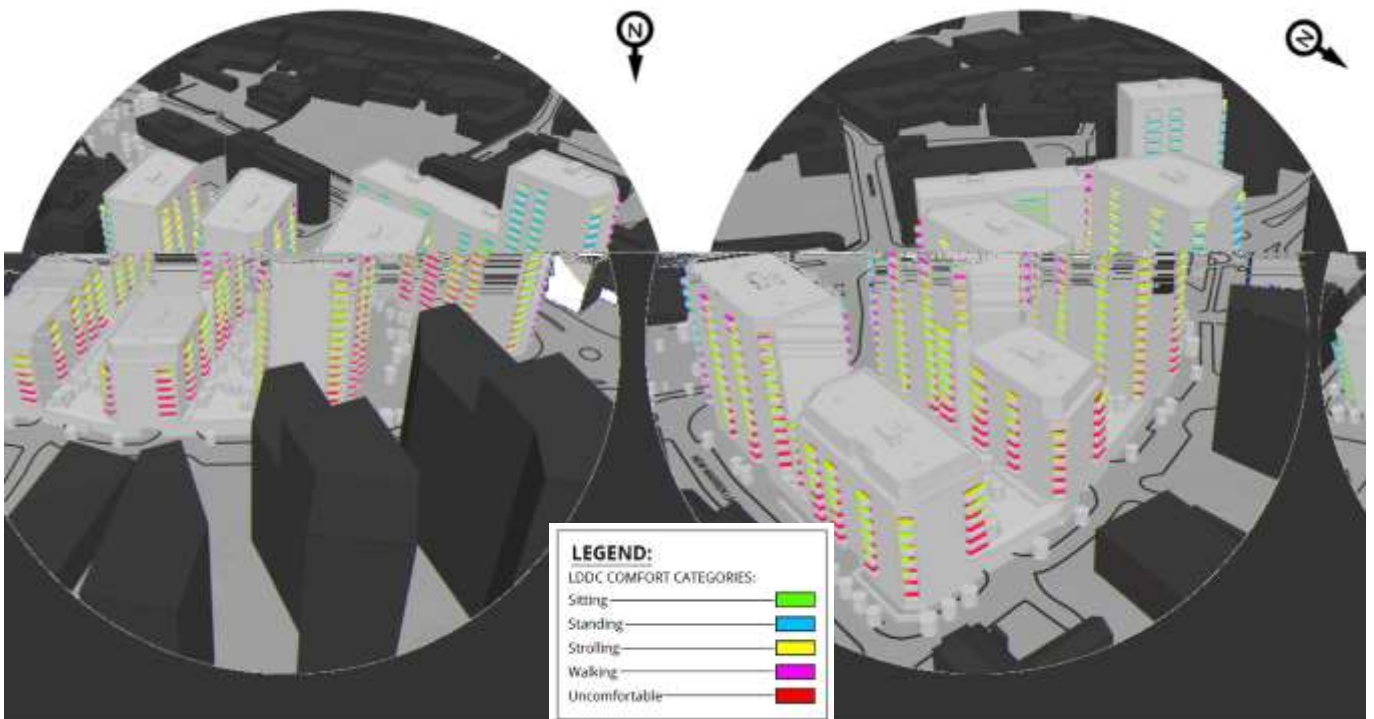 N
N
LEGEND:
LDDC COMFORT CATEGORIES:
Sitting
Standing
Strolling
Walking
Uncomfortable